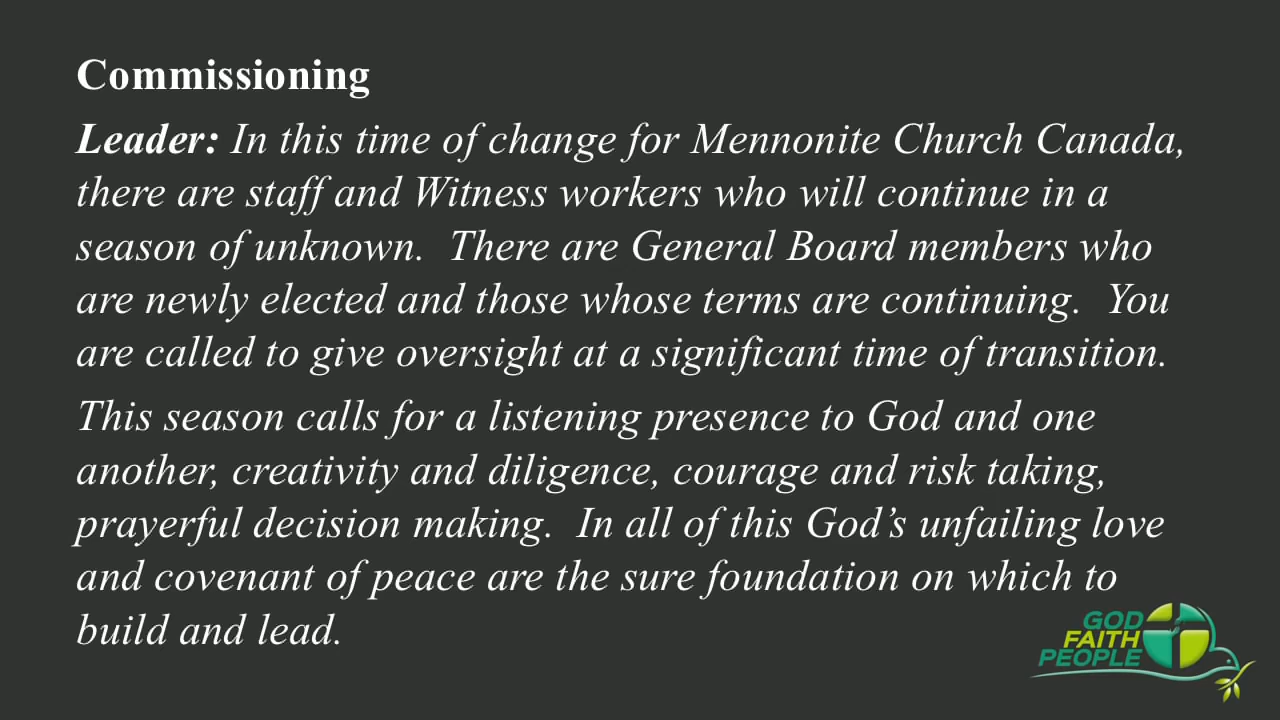 Commissioning
Leader: In this time of change for Mennonite Church Canada,
there are staff and Witness workers who will continue in a
season of unknown.  There are General Board members who
are newly elected and those whose terms are continuing.  You
are called to give oversight at a significant time of transition.
This season calls for a listening presence to God and one
another, creativity and diligence, courage and risk taking,
prayerful decision making.  In all of this God’s unfailing love
and covenant of peace are the sure foundation on which to
build and lead.
GOD
FAITH
PEOPLE